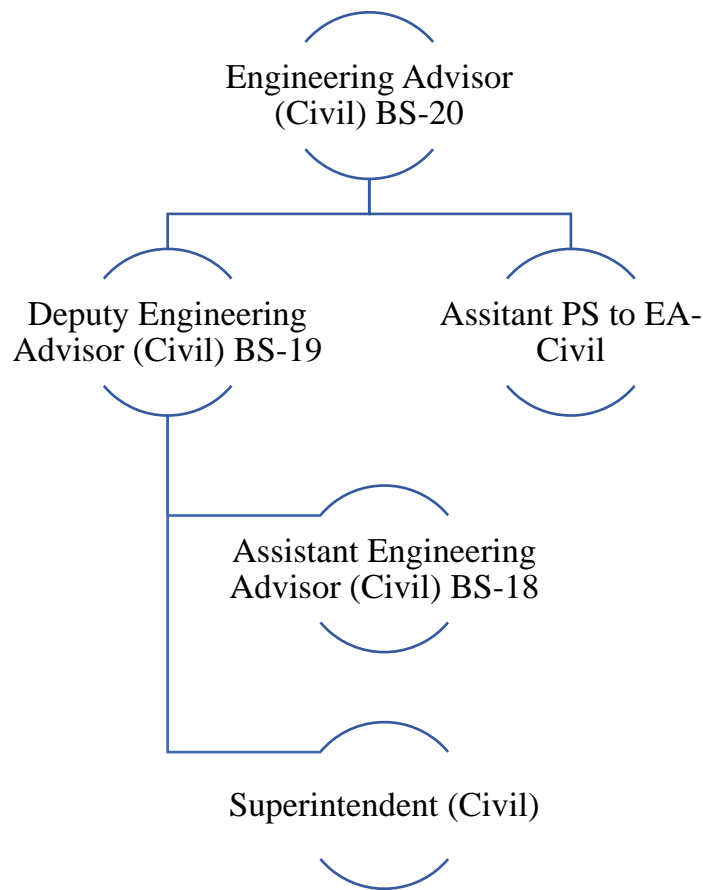 Engineering Advisor
(Civil) BS-20
Deputy Engineering
Advisor (Civil) BS-19
Assitant PS to EA-
Civil
Assistant Engineering
Advisor (Civil) BS-18
Superintendent (Civil)